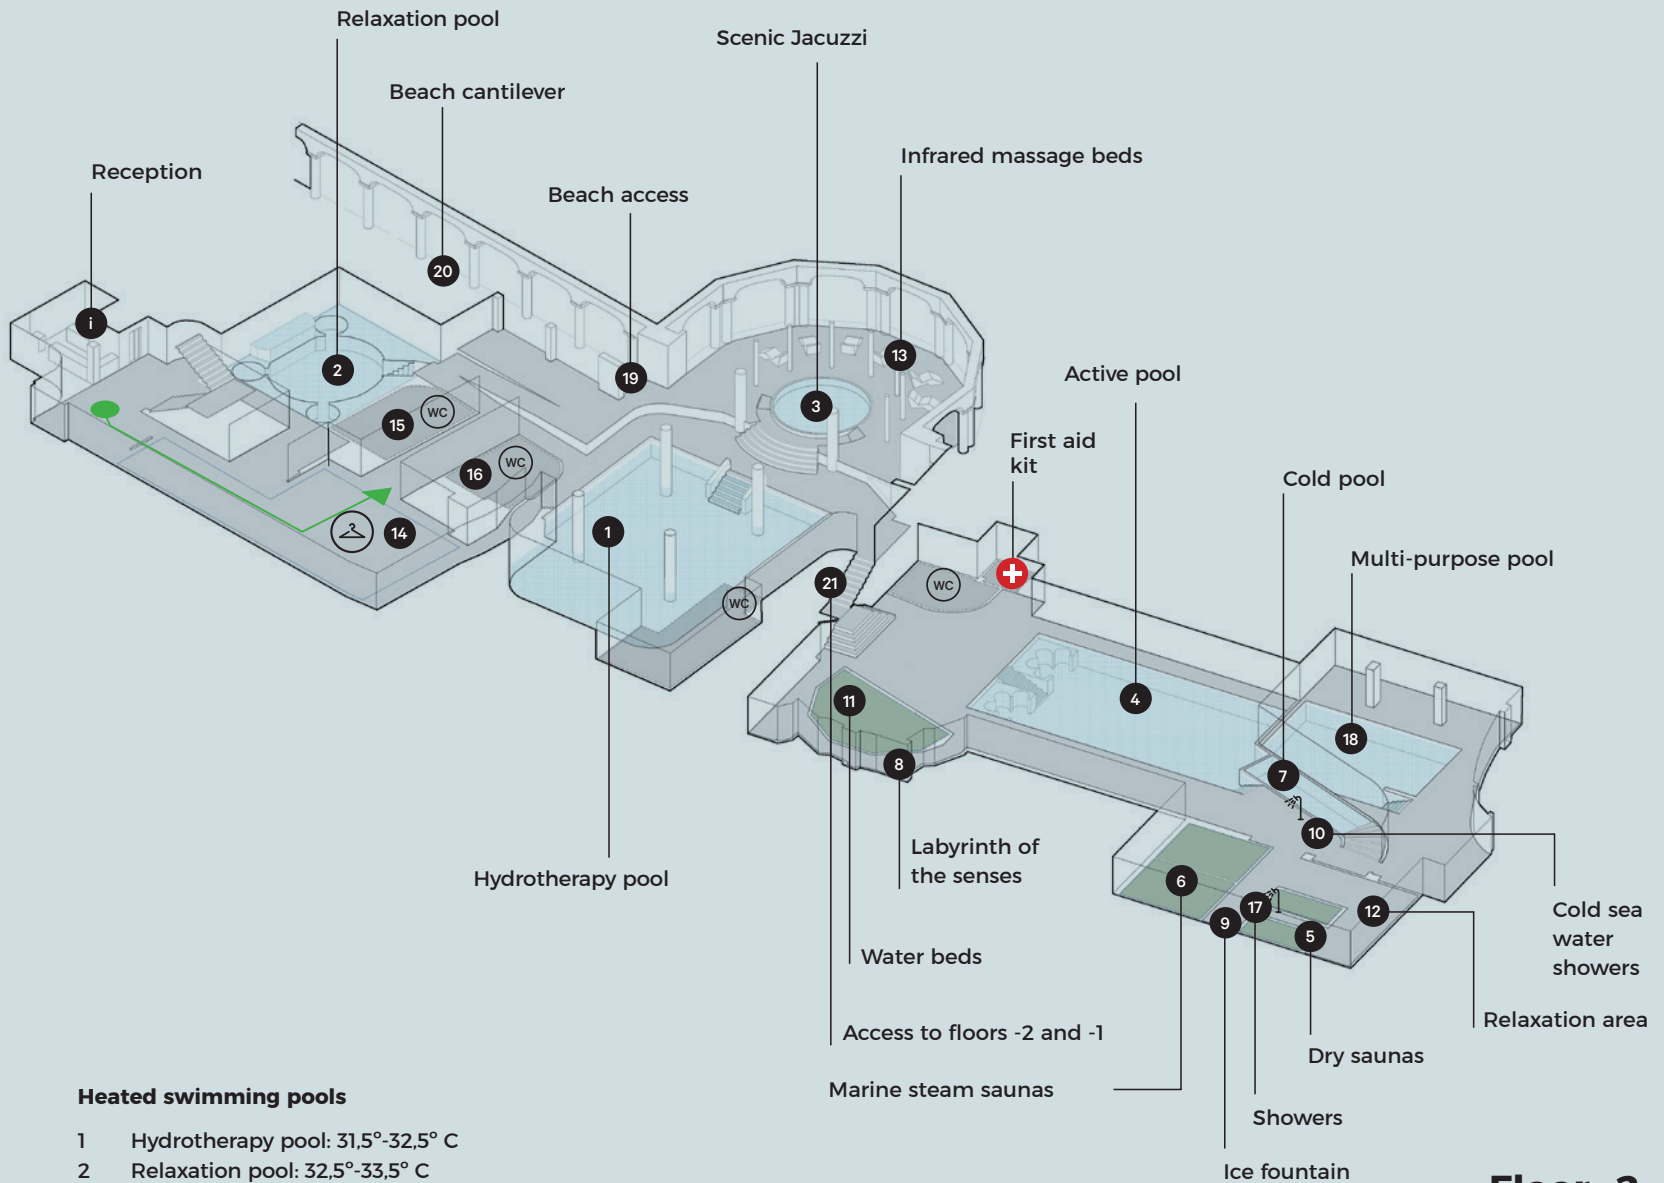 Relaxation pool
Scenic Jacuzzi
Beach cantilever
Infrared massage beds
Reception
Beach access
20
i
13
2
19
Active pool
3
15
WC
First aid
kit
WC
16
Cold pool
14
1
Multi-purpose pool
21
WC
WC
11
4
18
8
7
10
Labyrinth of
the senses
Hydrotherapy pool
6
17
12
9
5
Cold sea
water
showers
Water beds
Relaxation area
Access to floors -2 and -1
Dry saunas
Marine steam saunas
Showers
Ice fountain
Heated swimming pools
1 Hydrotherapy pool: 31,5º-32,5º C
2 Relaxation pool: 32,5º-33,5º C